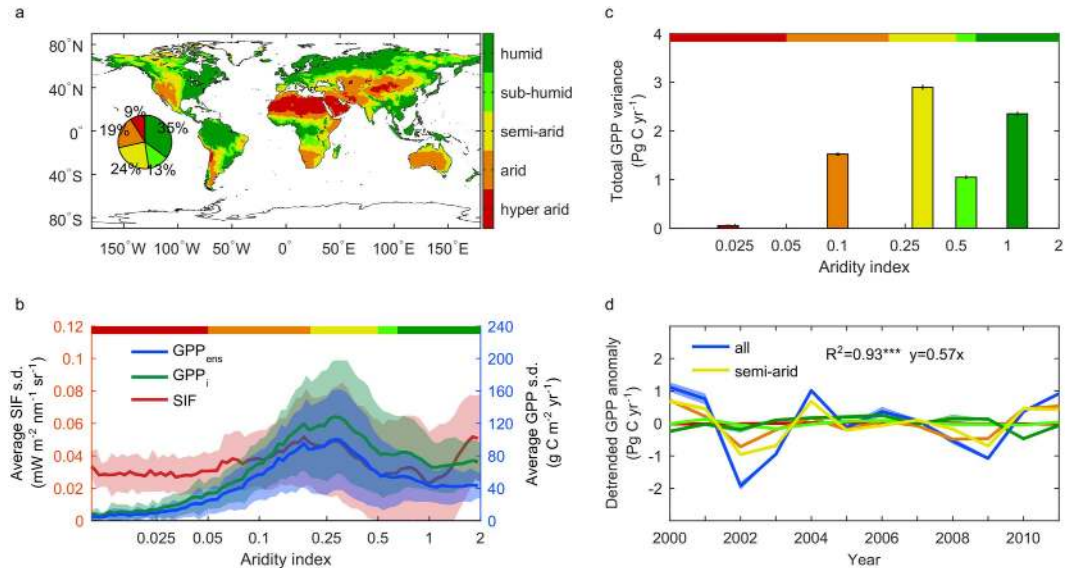 a
80°N
40°N
0°
40°S
80°S
150°W
100°W
50°W
0°
50°E
100°E
150°E
9%
35%
19%
24%
13%
humid
sub-humid
semi-arid
arid
hyper arid
c
Totoal GPP variance
(Pg C yr-1)
4
3
2
1
0
0.025
0.05
0.1
0.25
0.5
1
2
Aridity index
b
Average SIF s.d.
(mW m-2 nm-1 sr-1)
0.12
0.1
0.08
0.06
0.04
0.02
0
GPPens
GPPi
SIF
240
200
160
120
80
40
0
Average GPP s.d.
(g C m-2 yr-1)
0.025
0.05
0.1
0.25
0.5
1
2
Aridity index
d
Detrended GPP anomaly
(Pg C yr-1)
2
1
0
-1
-2
all
semi-arid
R2=0.93*** y=0.57x
2000
2002
2004
2006
2008
2010
Year